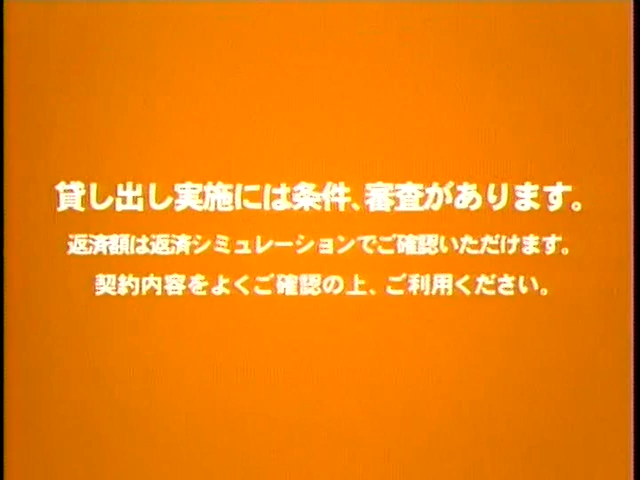 貸し出し実施には条件、審査があります。
返済額は返済シミュレーションでご確認いただけます。
契約内容をよくご確認の上、ご利用ください。